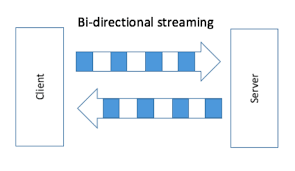 Bi-directional streaming
Client
Server